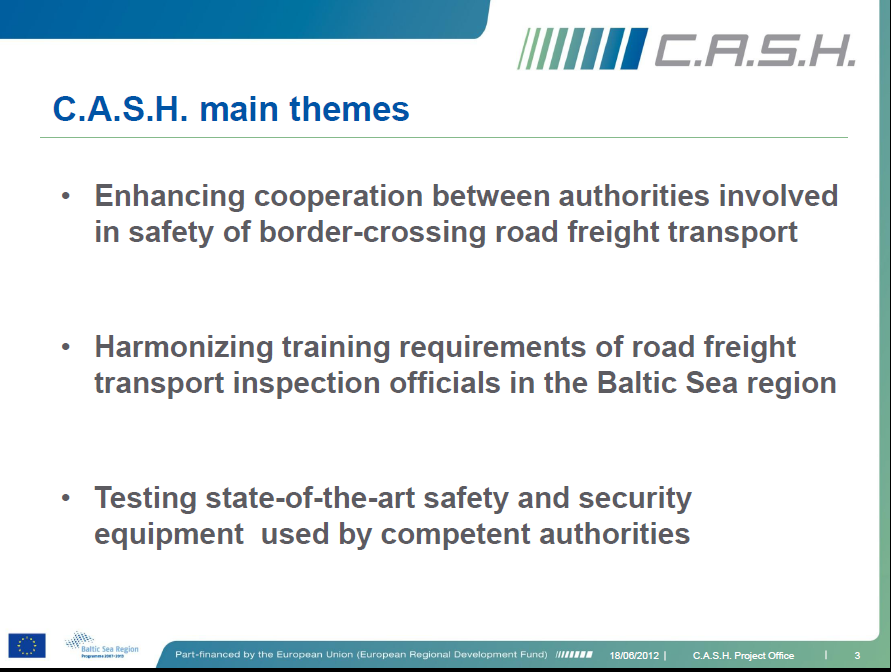 C.A.S.H.
C.A.S.H. main themes
• Enhancing cooperation between authorities involved
in safety of border-crossing road freight transport
• Harmonizing training requirements of road freight
transport inspection officials in the Baltic Sea region
• Testing state-of-the-art safety and security
equipment  used by competent authorities
Baltic Sea Region
Programme 2007-2013
Part-financed by the European Union (European Regional Development Fund) 18/06/2012 | C.A.S.H. Project Office | 3